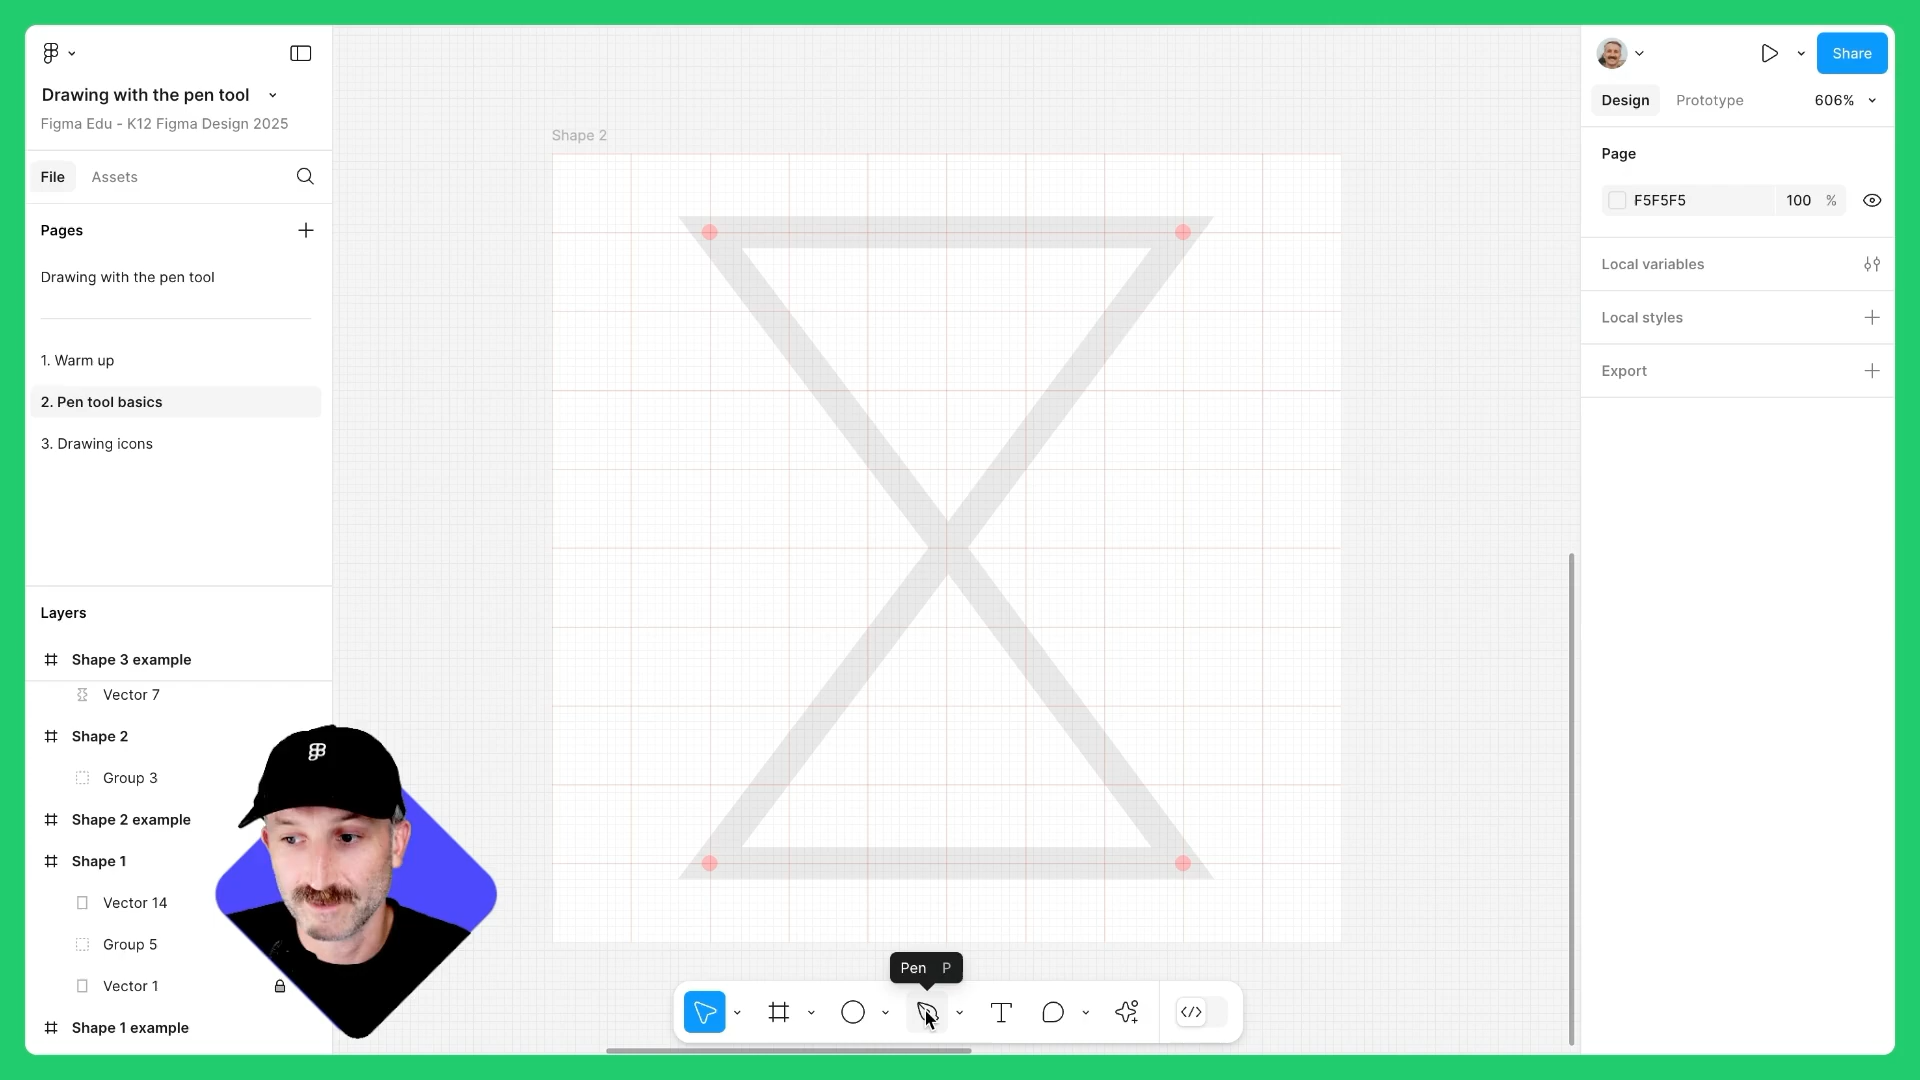 Drawing with the pen tool
Figma Edu - K12 Figma Design 2025
File
Assets
Pages
Drawing with the pen tool
1. Warm up
2. Pen tool basics
3. Drawing icons
Layers
Shape 3 example
Vector 7
Shape 2
Group 3
Shape 2 example
Shape 1
Vector 14
Group 5
Vector 1
Shape 1 example
Shape 2
Pen P
Share
Design
Prototype
606%
Page
F5F5F5
100 %
Local variables
Local styles
Export